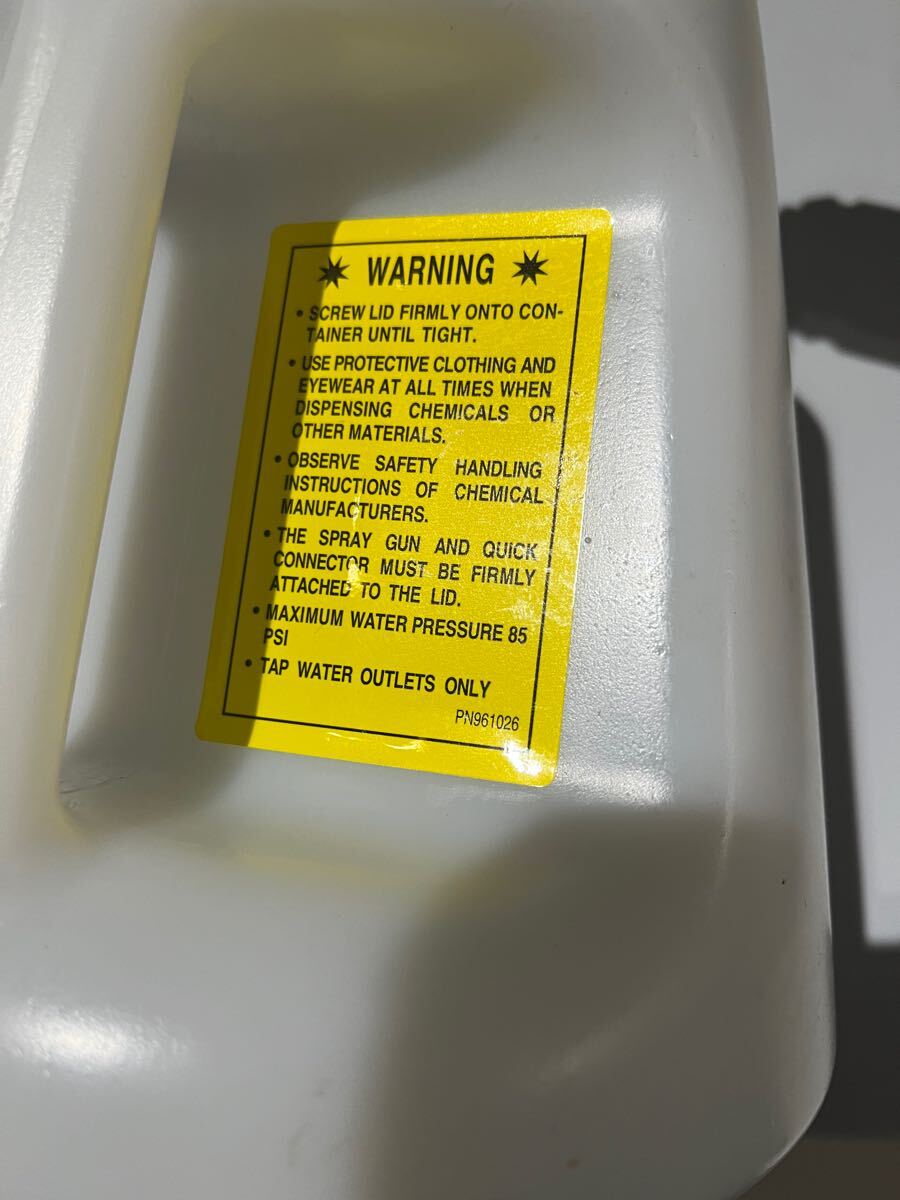 WARNING
• SCREW LID FIRMLY ONTO CON-
TAINER UNTIL TIGHT.
• USE PROTECTIVE CLOTHING AND
EYEWEAR AT ALL TIMES WHEN
DISPENSING CHEMICALS OR
OTHER MATERIALS.
• OBSERVE SAFETY HANDLING
INSTRUCTIONS OF CHEMICAL
MANUFACTURERS.
• THE SPRAY GUN AND QUICK
CONNECTOR MUST BE FIRMLY
ATTACHED TO THE LID.
• MAXIMUM WATER PRESSURE 85
PSI
• TAP WATER OUTLETS ONLY
PN961026